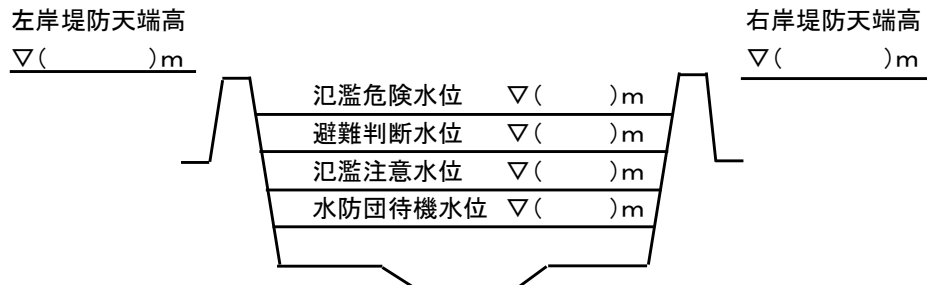 左岸堤防天端高
▽(　　　　)m
右岸堤防天端高
▽(　　　　)m
氾濫危険水位　▽(　　　)m
避難判断水位　▽(　　　)m
氾濫注意水位　▽(　　　)m
水防団待機水位　▽(　　　)m